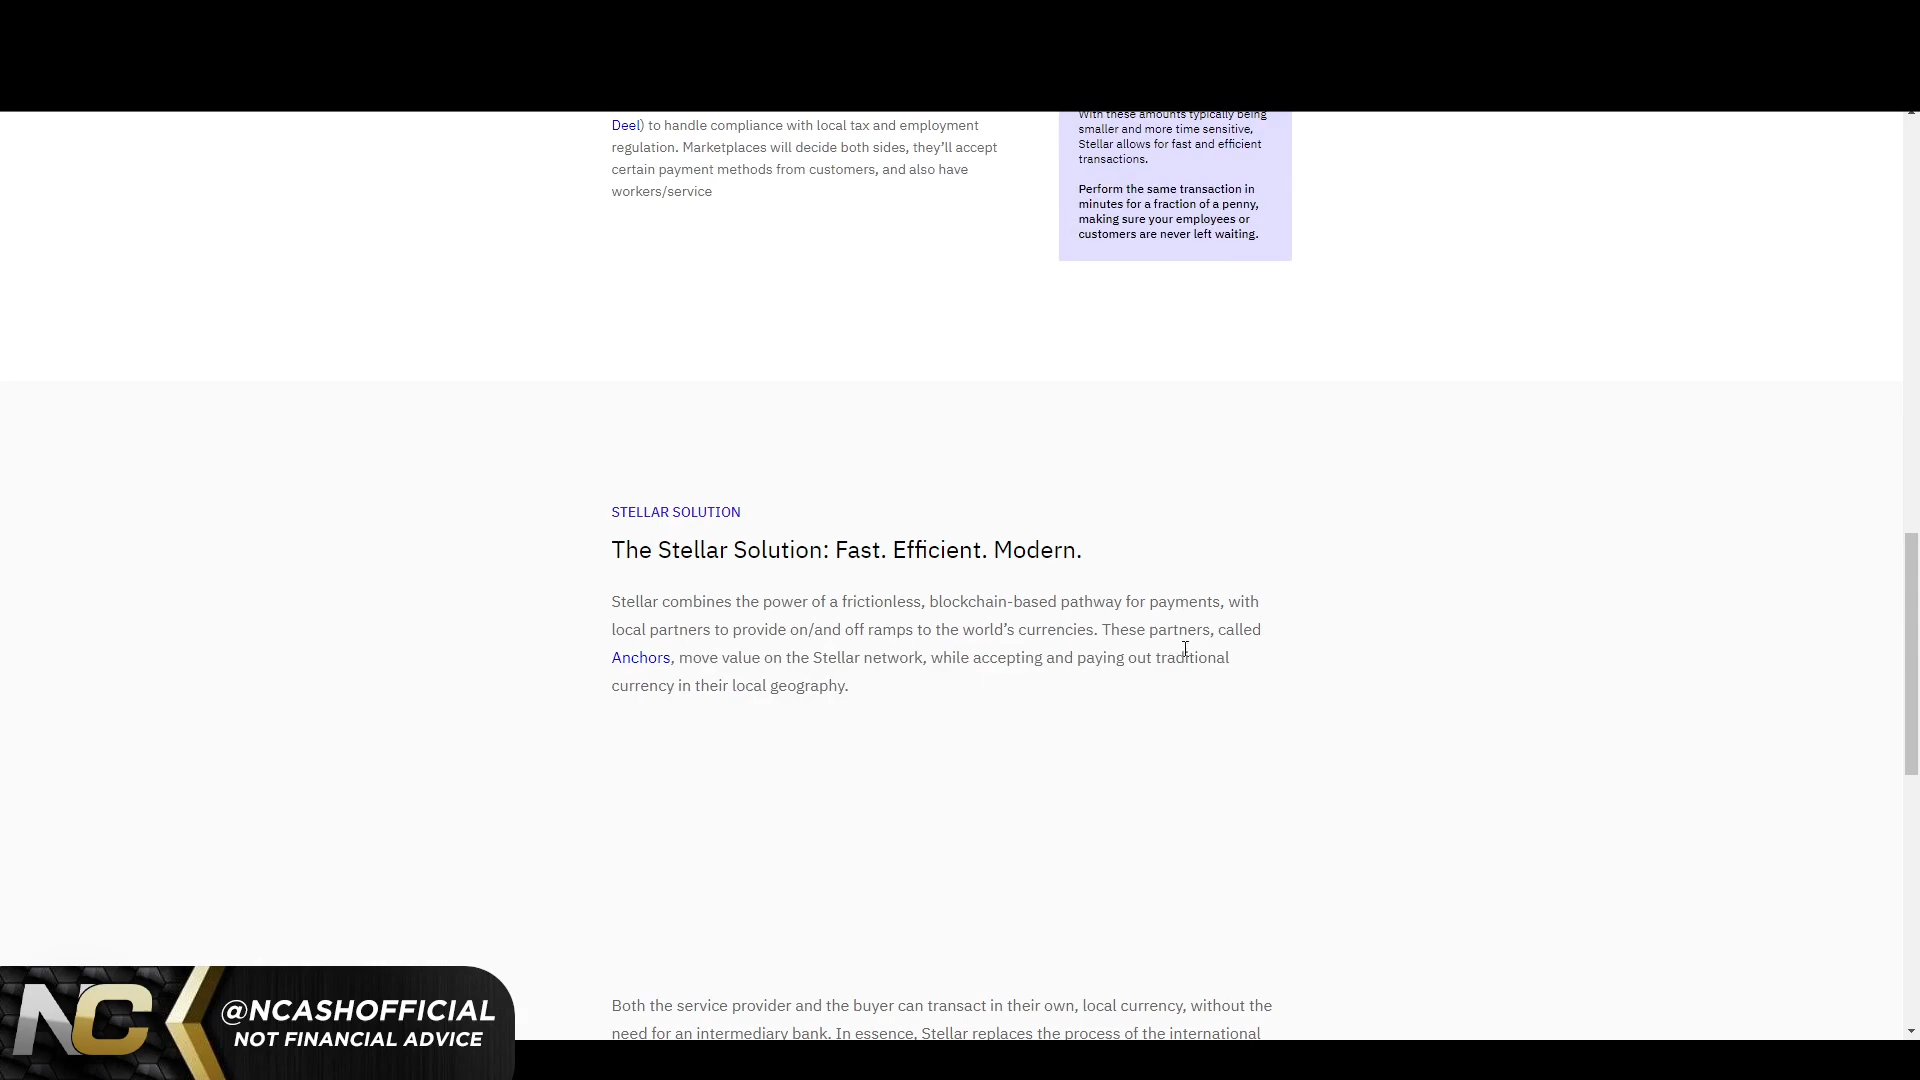 Deel) to handle compliance with local tax and employment
regulation. Marketplaces will decide both sides, they’ll accept
certain payment methods from customers, and also have
workers/service
With these amounts typically being
smaller and more time sensitive,
Stellar allows for fast and efficient
transactions.
Perform the same transaction in
minutes for a fraction of a penny,
making sure your employees or
customers are never left waiting.
STELLAR SOLUTION
The Stellar Solution: Fast. Efficient. Modern.
Stellar combines the power of a frictionless, blockchain-based pathway for payments, with
local partners to provide on/and off ramps to the world’s currencies. These partners, called
Anchors, move value on the Stellar network, while accepting and paying out traditional
currency in their local geography.
Both the service provider and the buyer can transact in their own, local currency, without the
need for an intermediary bank. In essence, Stellar replaces the process of the international
NC
@NCASHOFFICIAL
NOT FINANCIAL ADVICE